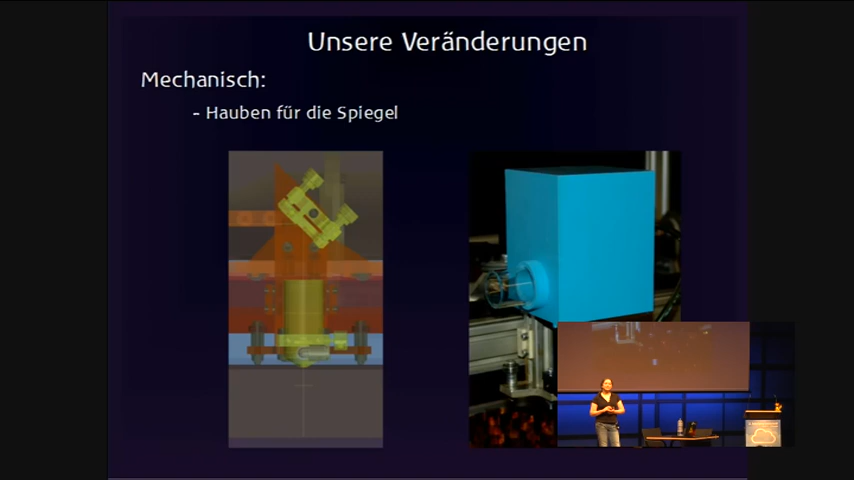 Unsere Veränderungen
Mechanisch:
- Hauben für die Spiegel